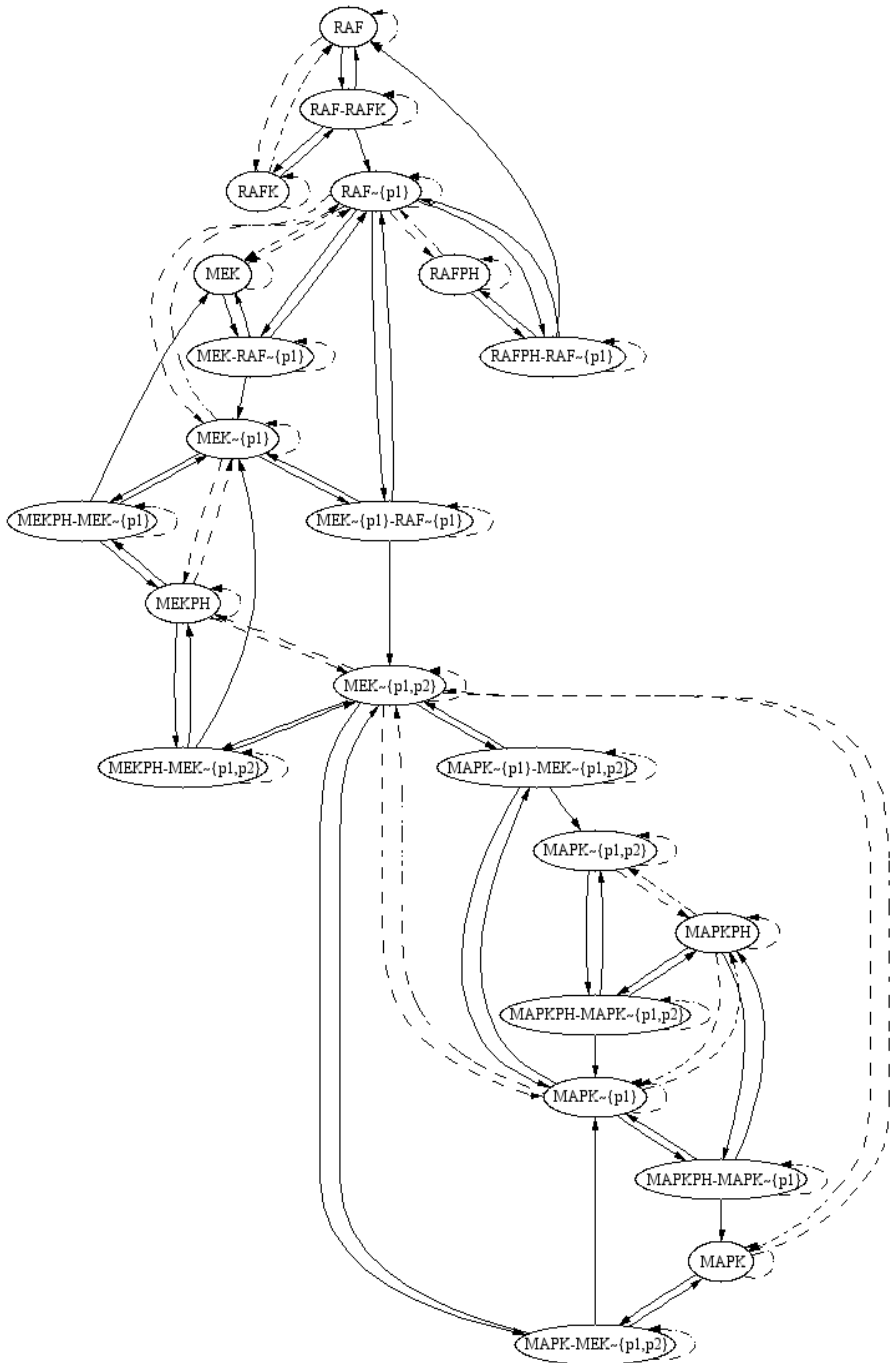 RAF
RAF-RAFK
RAFK
RAF~{p1}
MEK
RAFPH
MEK-RAF~{p1}
RAFPH-RAF~{p1}
MEK~{p1}
MEKPH-MEK~{p1}
MEK~{p1}-RAF~{p1}
MEKPH
MEK~{p1,p2}
MEKPH-MEK~{p1,p2}
MAPK~{p1}-MEK~{p1,p2}
MAPK~{p1,p2}
MAPKPH
MAPKPH-MAPK~{p1,p2}
MAPK~{p1}
MAPKPH-MAPK~{p1}
MAPK
MAPK-MEK~{p1,p2}